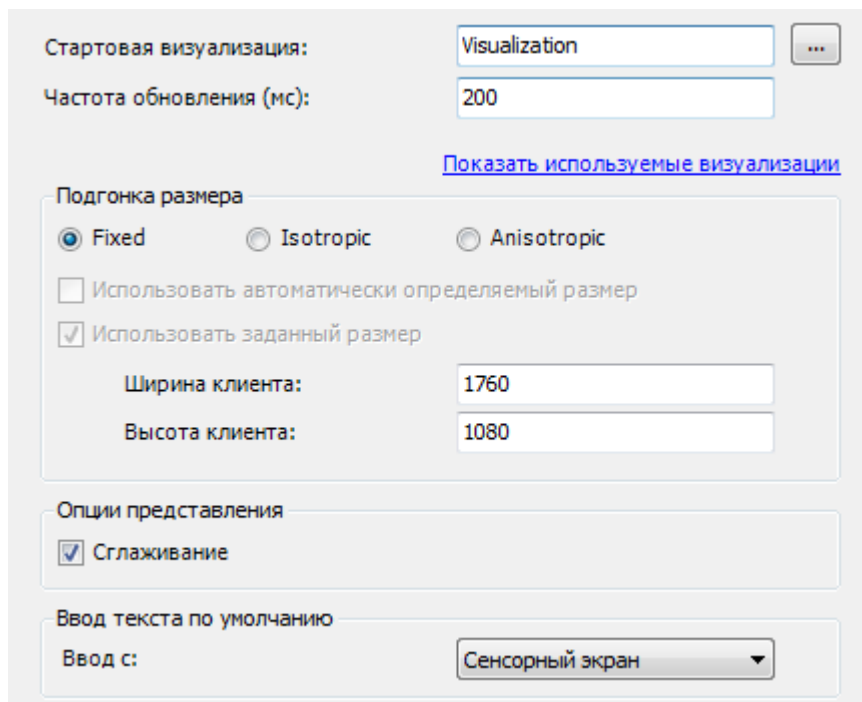 Стартовая визуализация: Visualization ...
Частота обновления (мс): 200
Показать используемые визуализации
Подгонка размера
Fixed Isotropic Anisotropic
Использовать автоматически определяемый размер
Использовать заданный размер
Ширина клиента: 1760
Высота клиента: 1080
Опции представления
Сглаживание
Ввод текста по умолчанию
Ввод с: Сенсорный экран